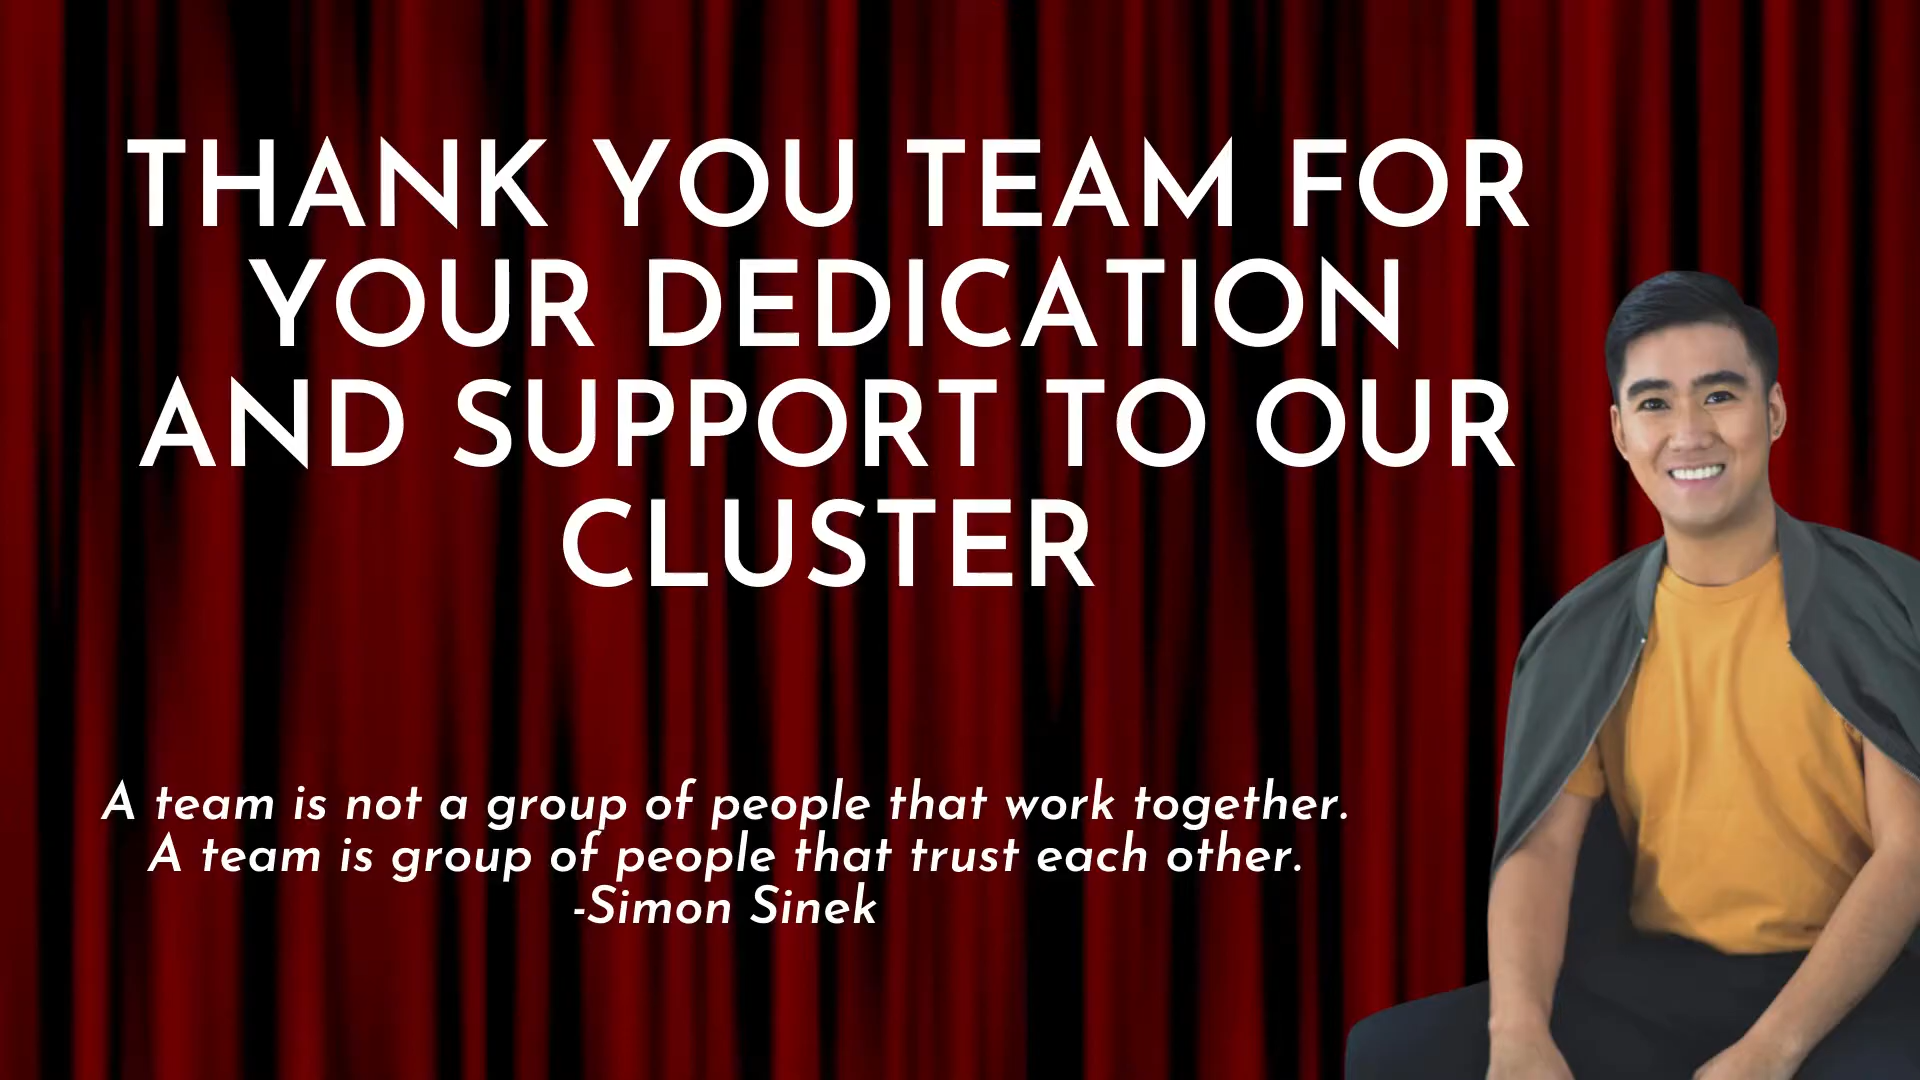 THANK YOU TEAM FOR
YOUR DEDICATION
AND SUPPORT TO OUR
CLUSTER
A team is not a group of people that work together.
A team is group of people that trust each other.
-Simon Sinek